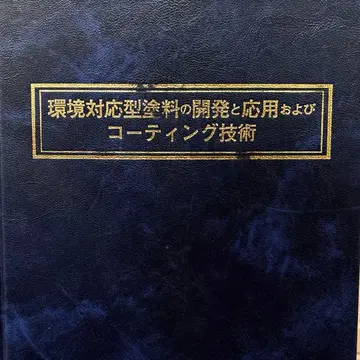 環境対応型塗料の開発と応用および
コーティング技術